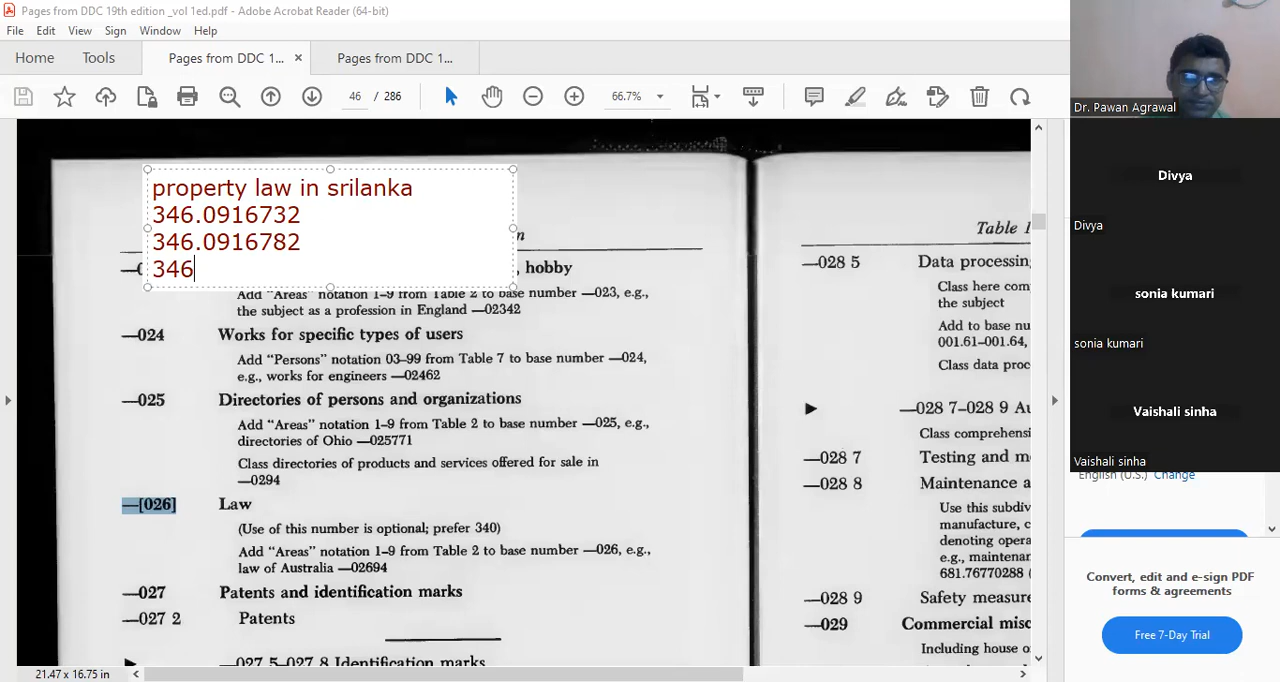 Pages from DDC 19th edition _vol 1ed.pdf - Adobe Acrobat Reader (64-bit)
File Edit View Sign Window Help
Home Tools Pages from DDC 1... × Pages from DDC 1...
46 / 286 66.7%
property law in srilanka
346.0916732
346.0916782
346
hobby
Add "Areas" notation 1–9 from Table 2 to base number —023, e.g.,
the subject as a profession in England —02342
—024 Works for specific types of users
Add "Persons" notation 03–99 from Table 7 to base number —024,
e.g., works for engineers —02462
—025 Directories of persons and organizations
Add "Areas" notation 1–9 from Table 2 to base number —025, e.g.,
directories of Ohio —025771
Class directories of products and services offered for sale in
—0294
—[026] Law
(Use of this number is optional; prefer 340)
Add "Areas" notation 1–9 from Table 2 to base number —026, e.g.,
law of Australia —02694
—027 Patents and identification marks
—027 2 Patents
—027 5–027 8 Identification marks
Table 1
—028 5 Data processing
Class here com
the subject
Add to base nu
001.61–001.64,
Class data proc
—028 7–028 9 Au
Class comprehensi
—028 7 Testing and m
—028 8 Maintenance a
Use this subdiv
manufacture, c
denoting opera
e.g., maintenan
681.76770288 (
—028 9 Safety measure
—029 Commercial misc
Including house o
21.47 x 16.75 in
Dr. Pawan Agrawal
Divya
Divya
sonia kumari
sonia kumari
Vaishali sinha
Vaishali sinha
English (U.S.) Change
Convert, edit and e-sign PDF
forms & agreements
Free 7-Day Trial